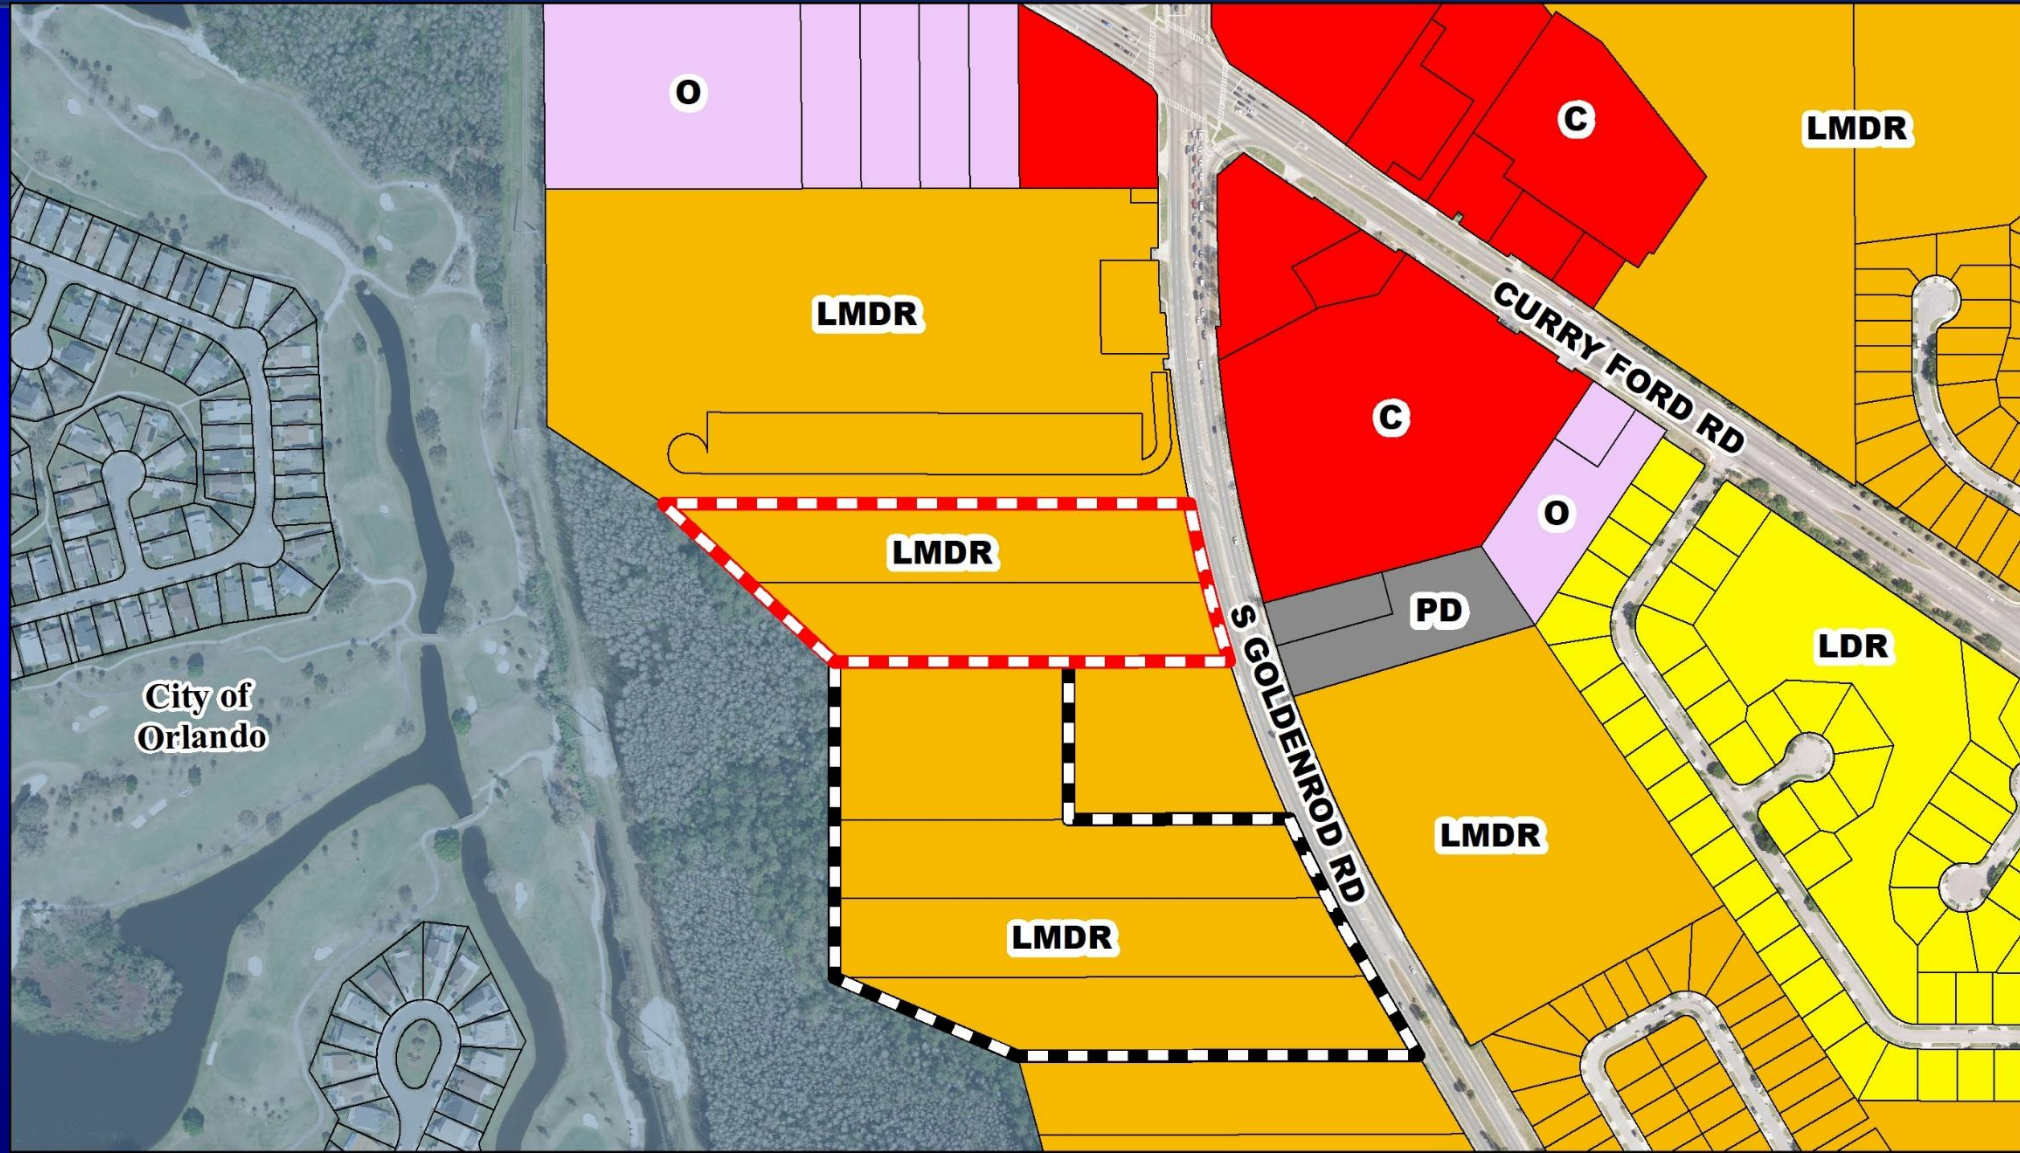 O
C
LMDR
LMDR
CURRY FORD RD
C
O
LMDR
PD
S GOLDENROD RD
LDR
City of
Orlando
LMDR
LMDR